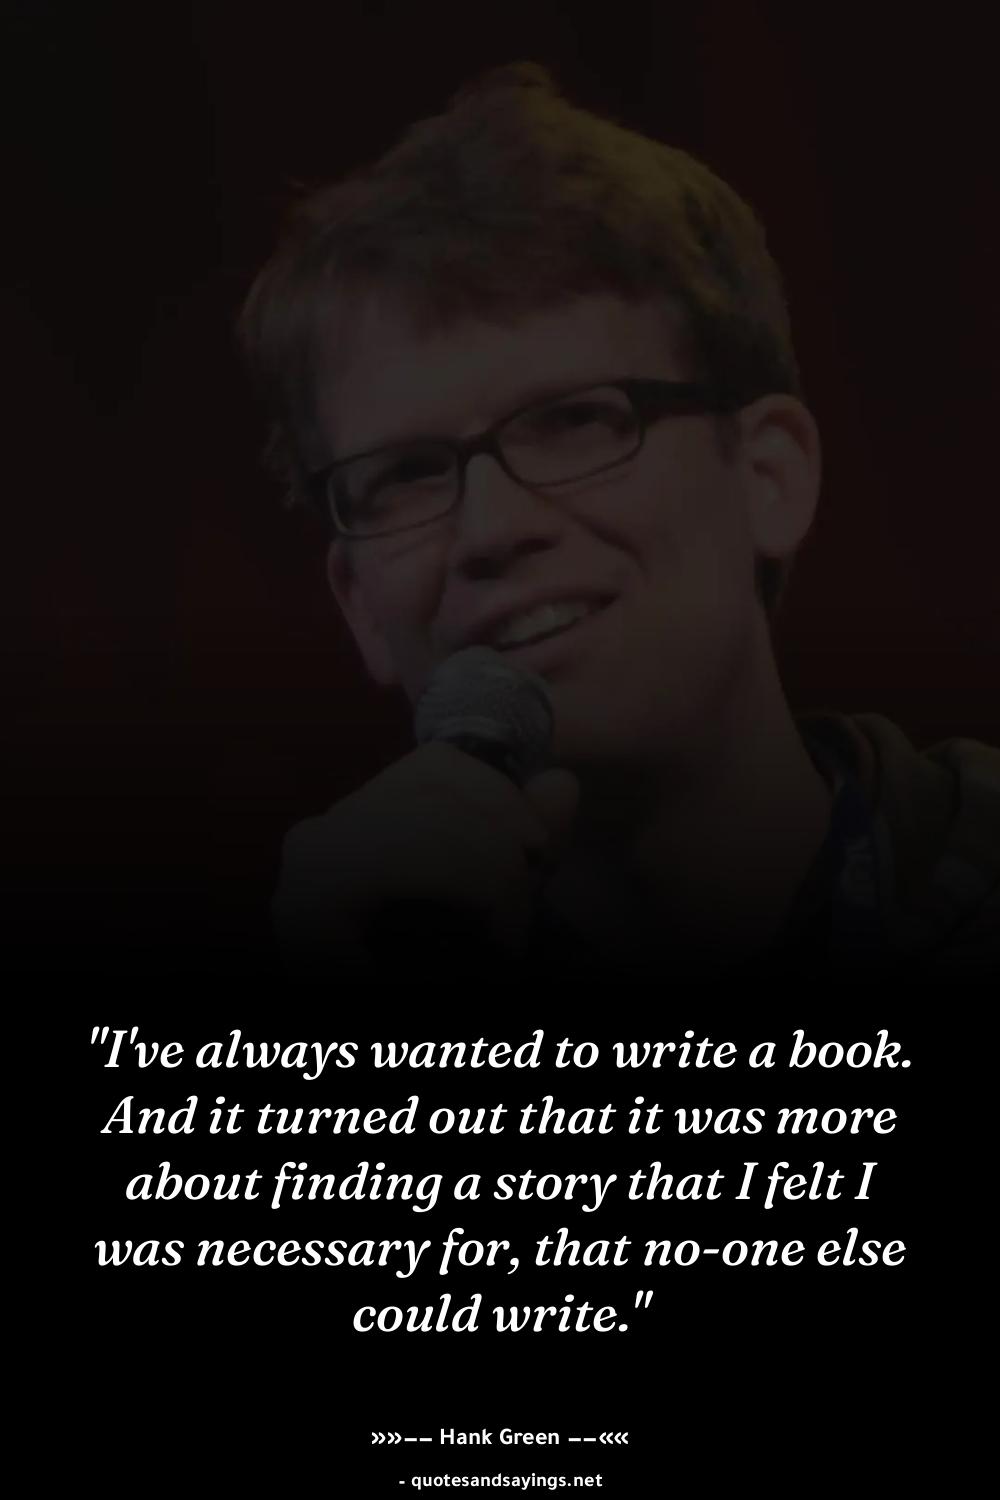 "I've always wanted to write a book.
And it turned out that it was more
about finding a story that I felt I
was necessary for, that no-one else
could write."
»»−− Hank Green −−««
- quotesandsayings.net